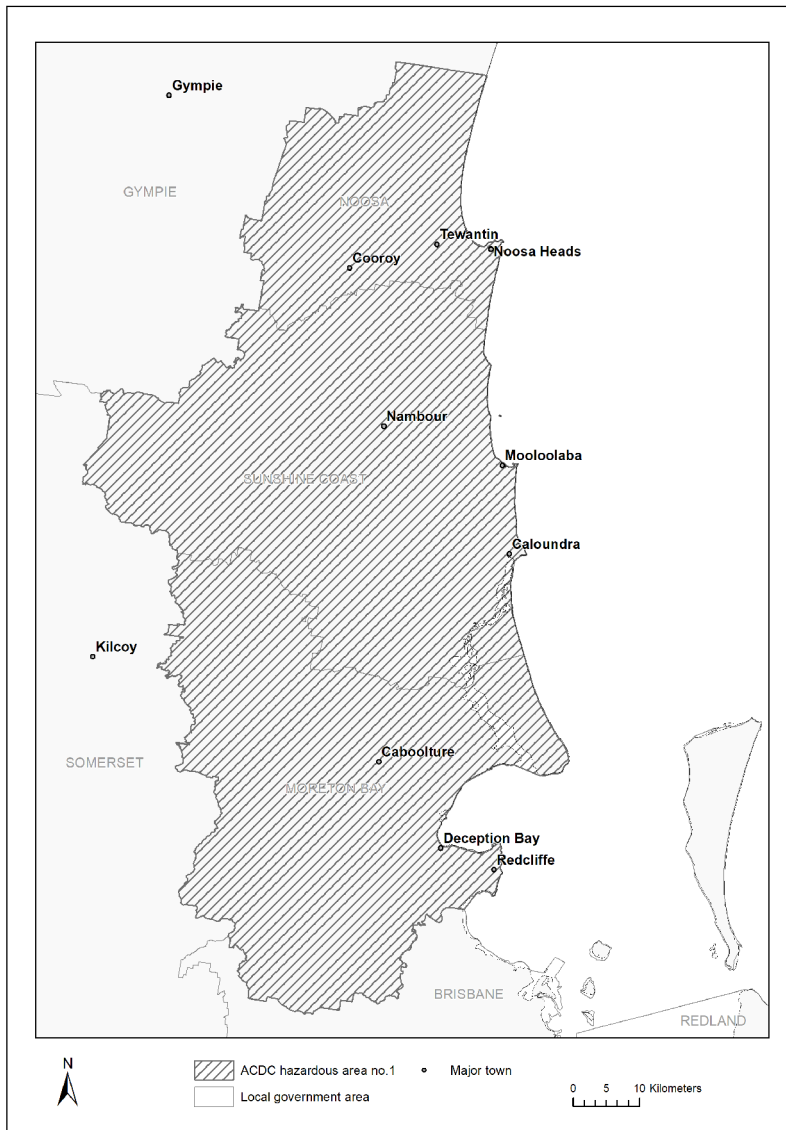 Gympie
GYMPIE
NOOSA
Tewantin
Noosa Heads
Cooroy
Nambour
Mooloolaba
SUNSHINE COAST
Caloundra
Kilcoy
Caboolture
SOMERSET
MORETON BAY
Deception Bay
Redcliffe
BRISBANE
REDLAND
N
ACDC hazardous area no.1
Major town
Local government area
0 5 10 Kilometers